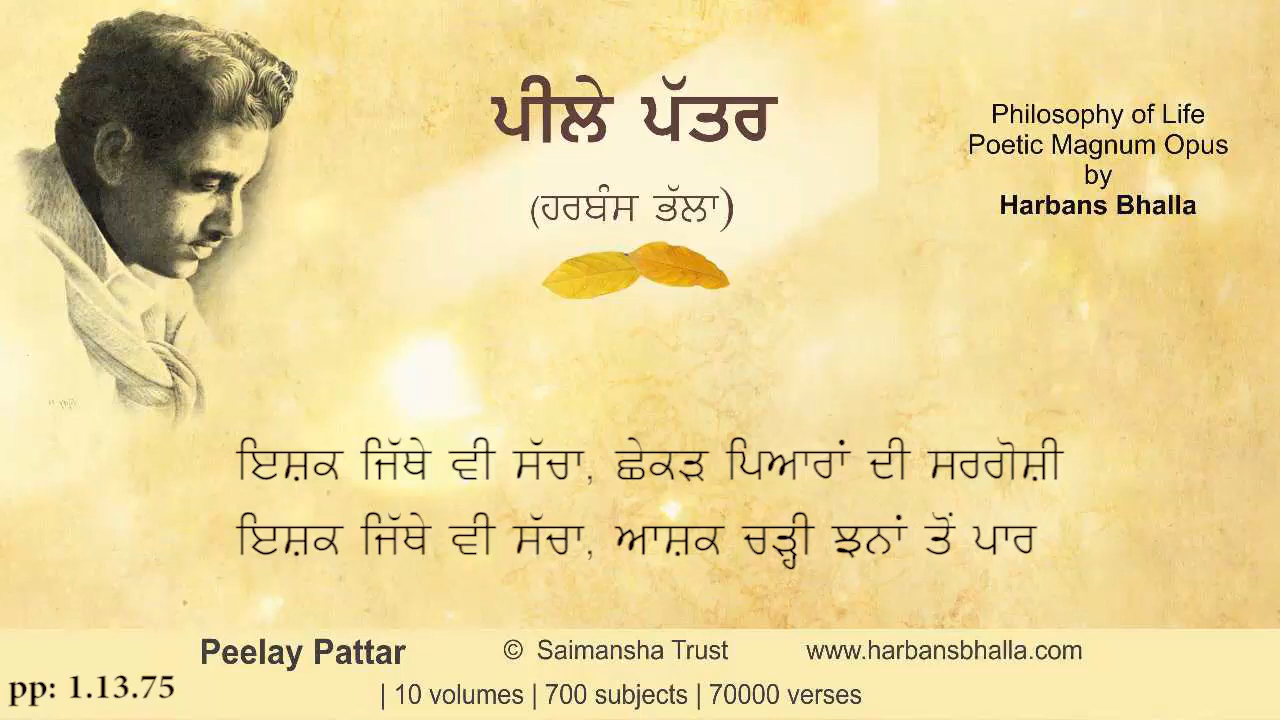 ਪੀਲੇ ਪੱਤਰ
(ਹਰਬੰਸ ਭੱਲਾ)
Philosophy of Life
Poetic Magnum Opus
by
Harbans Bhalla
ਇਸ਼ਕ ਜਿੱਥੇ ਵੀ ਸੱਚਾ, ਛੇਕੜ ਪਿਆਰਾਂ ਦੀ ਸਰਗੋਸ਼ੀ
ਇਸ਼ਕ ਜਿੱਥੇ ਵੀ ਸੱਚਾ, ਆਸ਼ਕ ਚੜ੍ਹੀ ਝਨਾਂ ਤੋਂ ਪਾਰ
Peelay Pattar © Saimansha Trust www.harbansbhalla.com
pp: 1.13.75
| 10 volumes | 700 subjects | 70000 verses